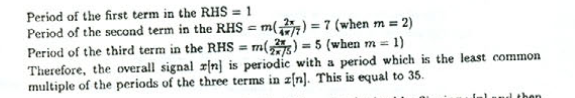 Period of the first term in the RHS = 1
Period of the second term in the RHS = m(2π/4π/7) = 7 (when m = 2)
Period of the third term in the RHS = m(2π/2π/5) = 5 (when m = 1)
Therefore, the overall signal x[n] is periodic with a period which is the least common
multiple of the periods of the three terms in x[n]. This is equal to 35.
then